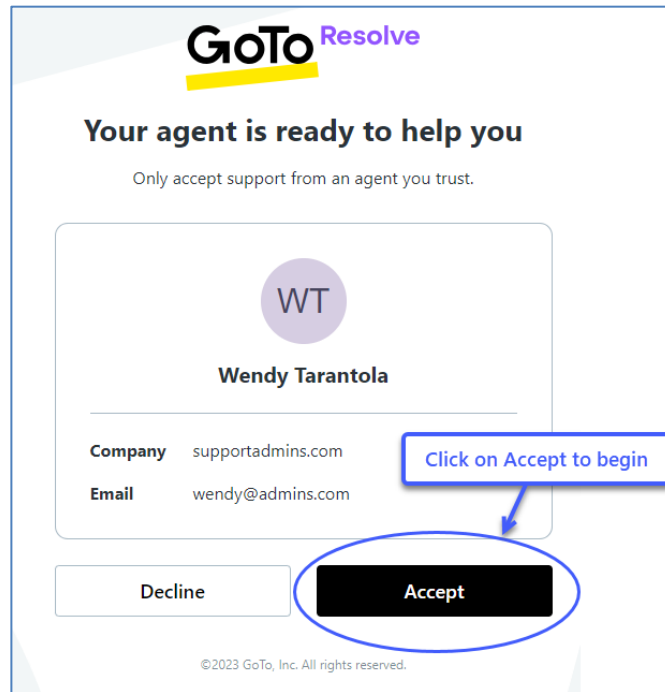 GoTo Resolve
Your agent is ready to help you
Only accept support from an agent you trust.
WT
Wendy Tarantola
Company supportadmins.com
Email wendy@admins.com
Click on Accept to begin
Decline
Accept
©2023 GoTo, Inc. All rights reserved.